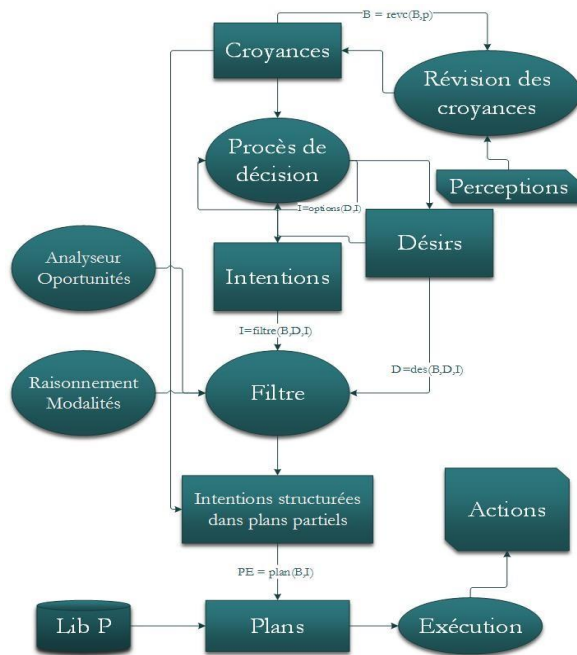 B = revc(B,p)
Croyances
Révision des
croyances
Procès de
décision
Perceptions
I=options(D,I)
Désirs
Analyseur
Oportunités
Intentions
I=filtre(B,D,I)
D=des(B,D,I)
Raisonnement
Modalités
Filtre
Intentions structurées
dans plans partiels
Actions
PE = plan(B,I)
Lib P
Plans
Exécution